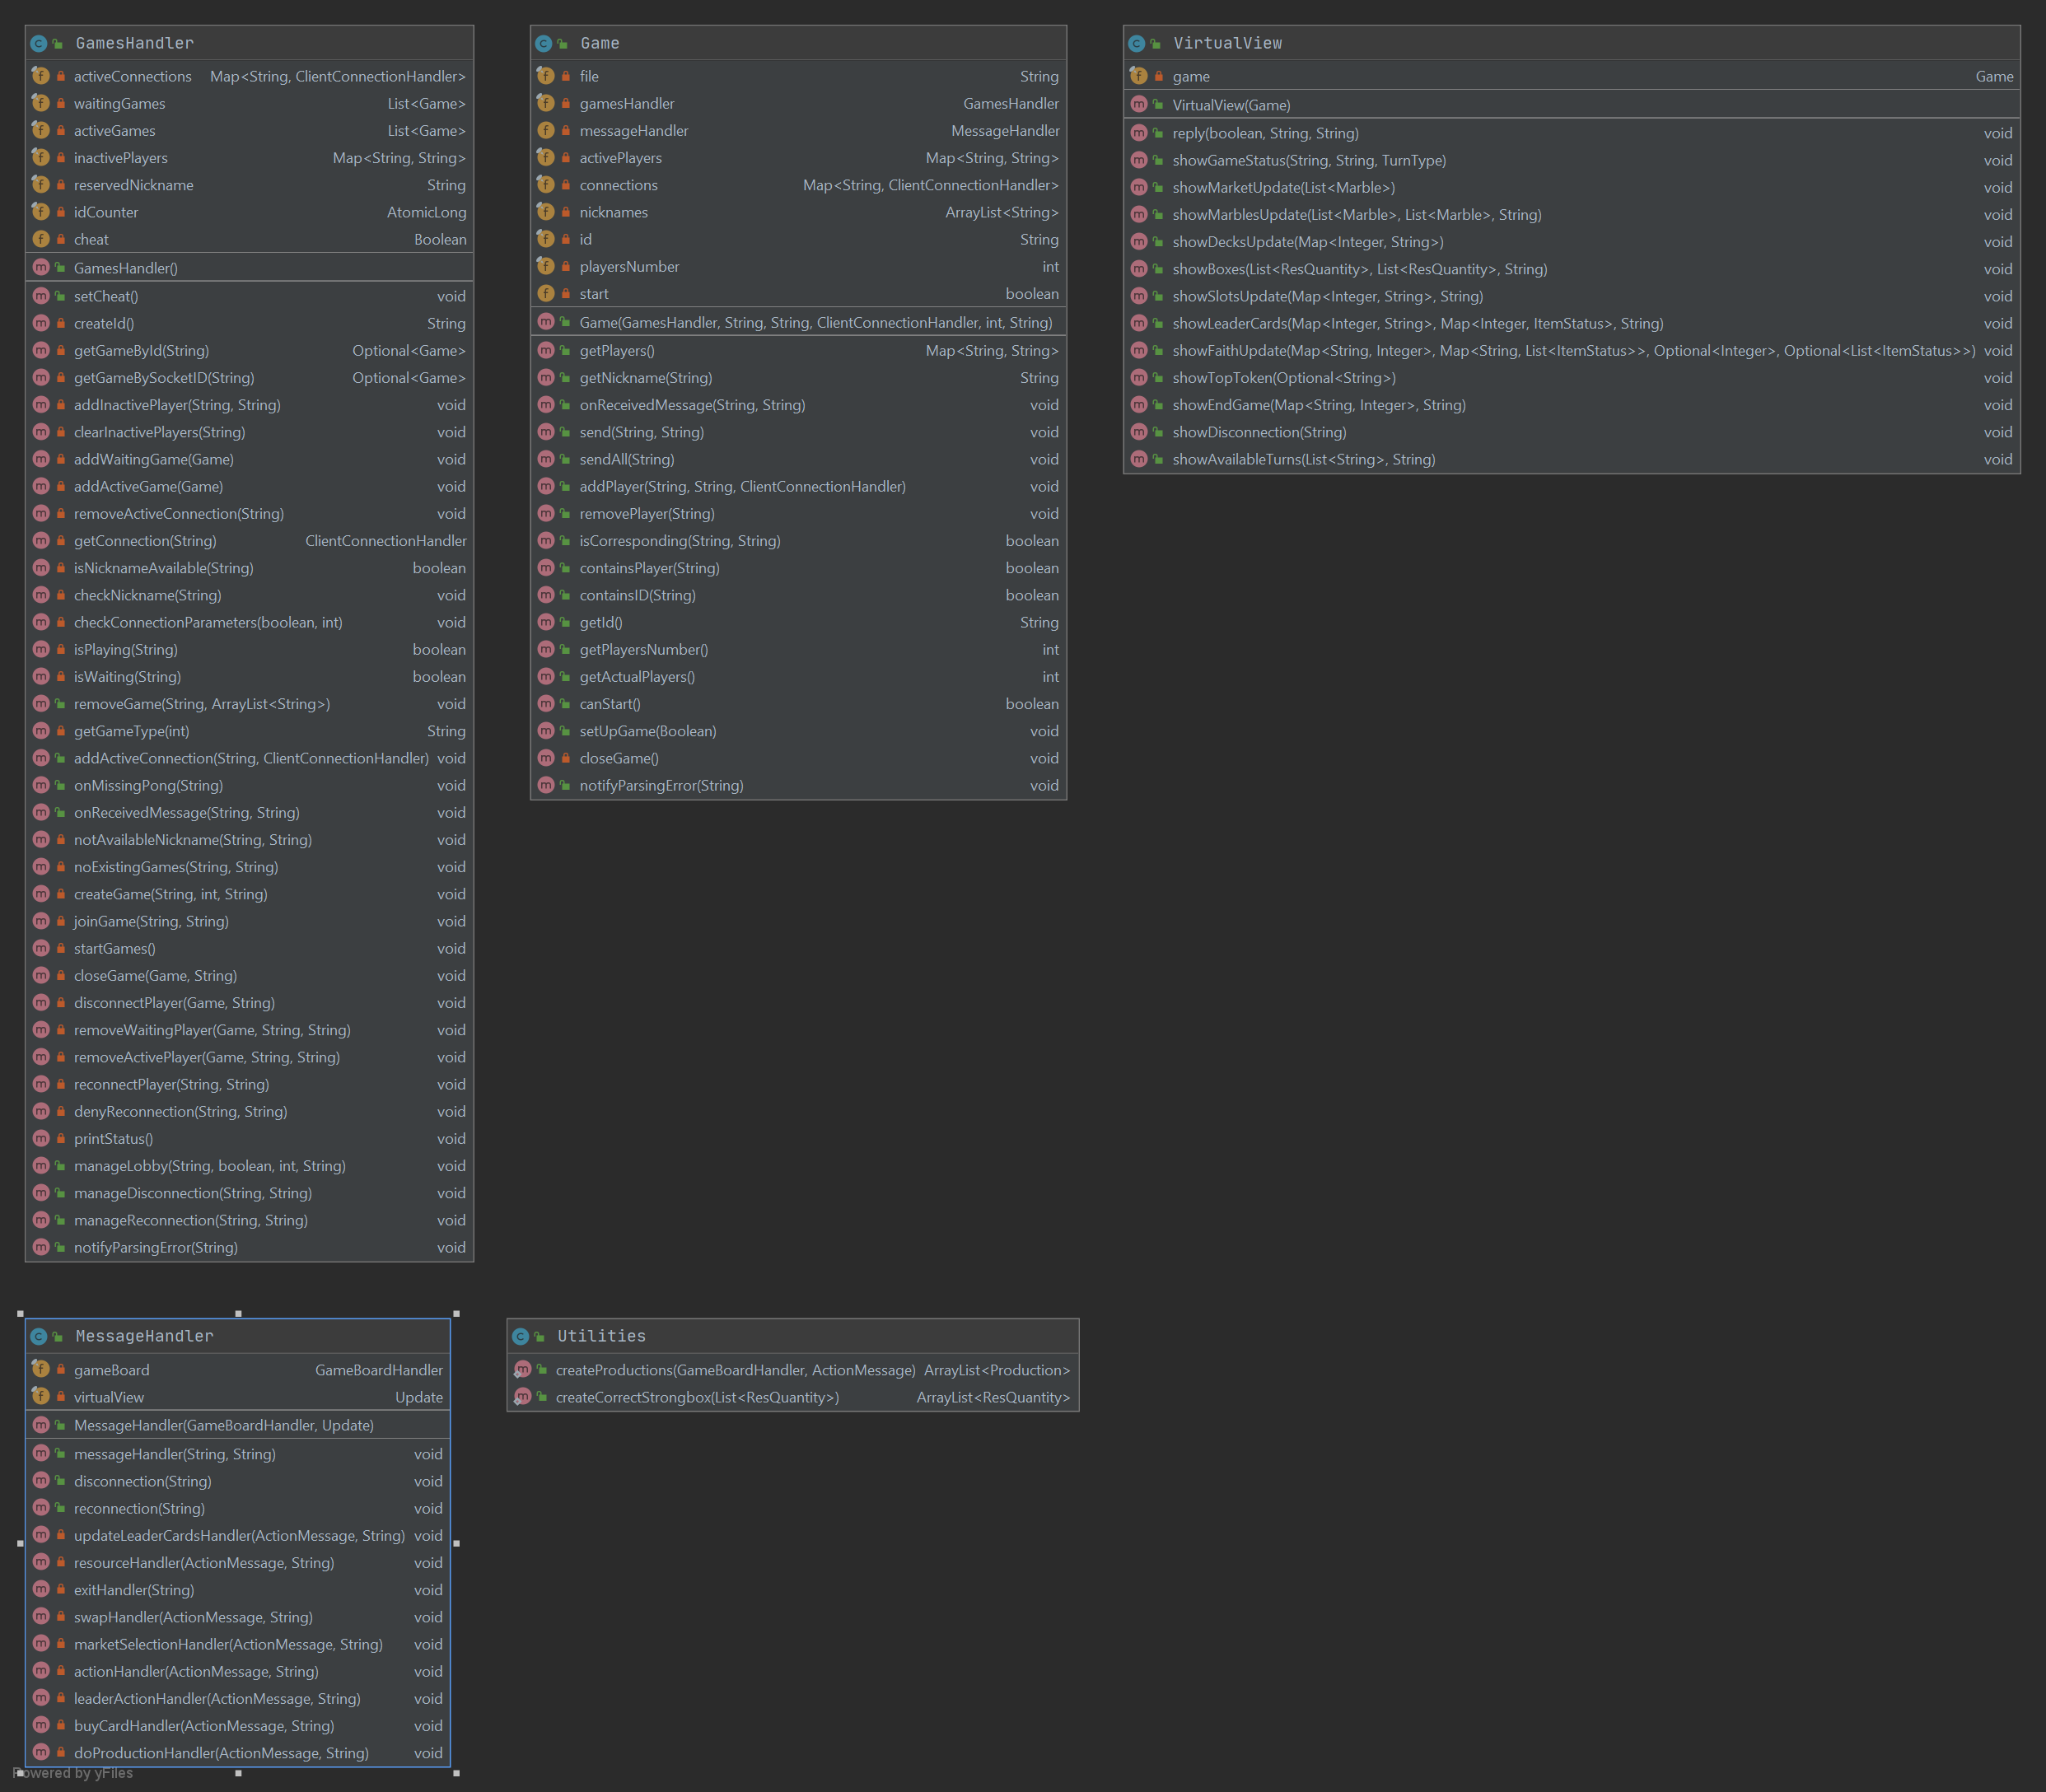 GamesHandler
activeConnections Map<String, ClientConnectionHandler>
waitingGames List<Game>
activeGames List<Game>
inactivePlayers Map<String, String>
reservedNickname String
idCounter AtomicLong
cheat Boolean
GamesHandler()
setCheat() void
createId() String
getGameById(String) Optional<Game>
getGameBySocketID(String) Optional<Game>
addInactivePlayer(String, String) void
clearInactivePlayers(String) void
addWaitingGame(Game) void
addActiveGame(Game) void
removeActiveConnection(String) void
getConnection(String) ClientConnectionHandler
isNicknameAvailable(String) boolean
checkNickname(String) void
checkConnectionParameters(boolean, int) void
isPlaying(String) boolean
isWaiting(String) boolean
removeGame(String, ArrayList<String>) void
getGameType(int) String
addActiveConnection(String, ClientConnectionHandler) void
onMissingPong(String) void
onReceivedMessage(String, String) void
notAvailableNickname(String, String) void
noExistingGames(String, String) void
createGame(String, int, String) void
joinGame(String, String) void
startGames() void
closeGame(Game, String) void
disconnectPlayer(Game, String) void
removeWaitingPlayer(Game, String, String) void
removeActivePlayer(Game, String, String) void
reconnectPlayer(String, String) void
denyReconnection(String, String) void
printStatus() void
manageLobby(String, boolean, int, String) void
manageDisconnection(String, String) void
manageReconnection(String, String) void
notifyParsingError(String) void
Game
file String
gamesHandler GamesHandler
messageHandler MessageHandler
activePlayers Map<String, String>
connections Map<String, ClientConnectionHandler>
nicknames ArrayList<String>
id String
playersNumber int
start boolean
Game(GamesHandler, String, String, ClientConnectionHandler, int, String)
getPlayers() Map<String, String>
getNickname(String) String
onReceivedMessage(String, String) void
send(String, String) void
sendAll(String) void
addPlayer(String, String, ClientConnectionHandler) void
removePlayer(String) void
isCorresponding(String, String) boolean
containsPlayer(String) boolean
containsID(String) boolean
getId() String
getPlayersNumber() int
getActualPlayers() int
canStart() boolean
setUpGame(Boolean) void
closeGame() void
notifyParsingError(String) void
VirtualView
game Game
VirtualView(Game)
reply(boolean, String, String) void
showGameStatus(String, String, TurnType) void
showMarketUpdate(List<Marble>) void
showMarblesUpdate(List<Marble>, List<Marble>, String) void
showDecksUpdate(Map<Integer, String>) void
showBoxes(List<ResQuantity>, List<ResQuantity>, String) void
showSlotsUpdate(Map<Integer, String>, String) void
showLeaderCards(Map<Integer, String>, Map<Integer, ItemStatus>, String) void
showFaithUpdate(Map<String, Integer>, Map<String, List<ItemStatus>>, Optional<Integer>, Optional<List<ItemStatus>>) void
showTopToken(Optional<String>) void
showEndGame(Map<String, Integer>, String) void
showDisconnection(String) void
showAvailableTurns(List<String>, String) void
MessageHandler
gameBoard GameBoardHandler
virtualView Update
MessageHandler(GameBoardHandler, Update)
messageHandler(String, String) void
disconnection(String) void
reconnection(String) void
updateLeaderCardsHandler(ActionMessage, String) void
resourceHandler(ActionMessage, String) void
exitHandler(String) void
swapHandler(ActionMessage, String) void
marketSelectionHandler(ActionMessage, String) void
actionHandler(ActionMessage, String) void
leaderActionHandler(ActionMessage, String) void
buyCardHandler(ActionMessage, String) void
doProductionHandler(ActionMessage, String) void
Utilities
createProductions(GameBoardHandler, ActionMessage) ArrayList<Production>
createCorrectStrongbox(List<ResQuantity>) ArrayList<ResQuantity>
Powered by yFiles